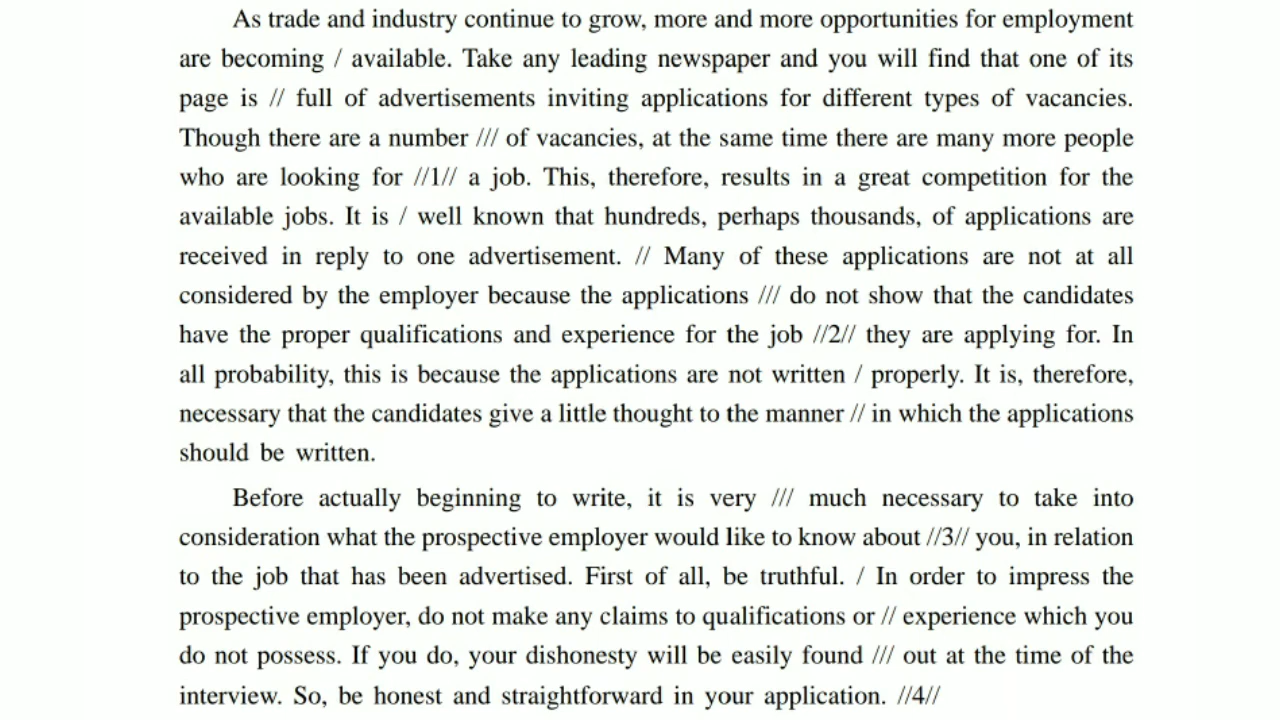 As trade and industry continue to grow, more and more opportunities for employment
are becoming / available. Take any leading newspaper and you will find that one of its
page is // full of advertisements inviting applications for different types of vacancies.
Though there are a number /// of vacancies, at the same time there are many more people
who are looking for //1// a job. This, therefore, results in a great competition for the
available jobs. It is / well known that hundreds, perhaps thousands, of applications are
received in reply to one advertisement. // Many of these applications are not at all
considered by the employer because the applications /// do not show that the candidates
have the proper qualifications and experience for the job //2// they are applying for. In
all probability, this is because the applications are not written / properly. It is, therefore,
necessary that the candidates give a little thought to the manner // in which the applications
should be written.
Before actually beginning to write, it is very /// much necessary to take into
consideration what the prospective employer would like to know about //3// you, in relation
to the job that has been advertised. First of all, be truthful. / In order to impress the
prospective employer, do not make any claims to qualifications or // experience which you
do not possess. If you do, your dishonesty will be easily found /// out at the time of the
interview. So, be honest and straightforward in your application. //4//